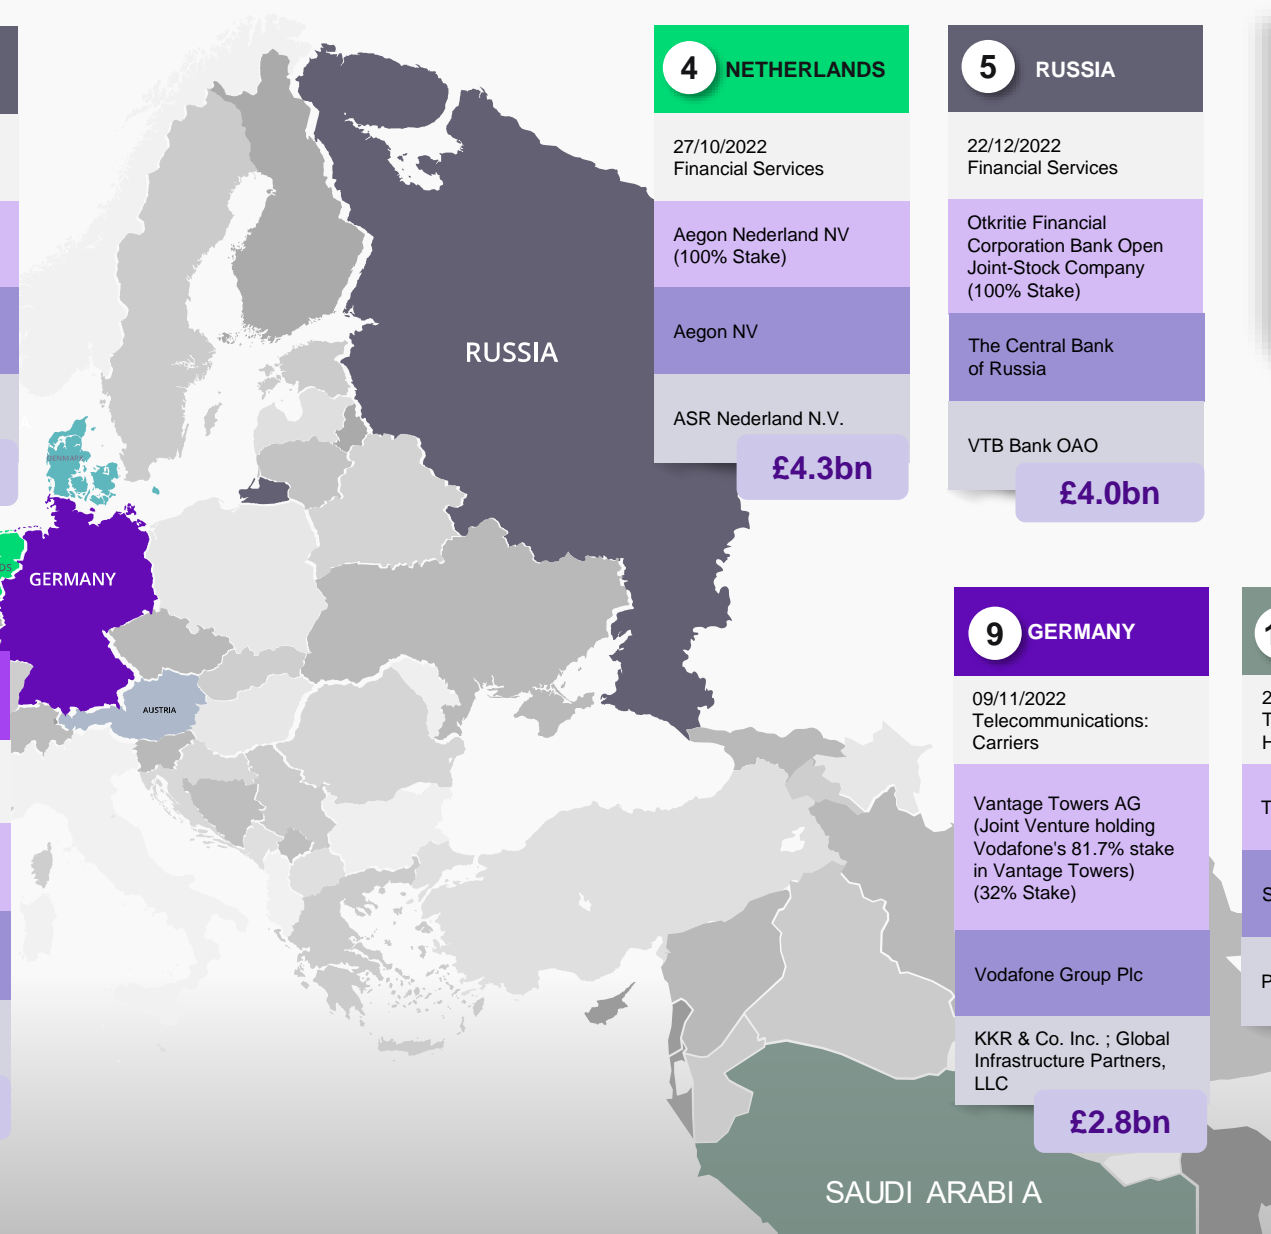 4
NETHERLANDS
27/10/2022
Financial Services
Aegon Nederland NV
(100% Stake)
Aegon NV
ASR Nederland N.V.
£4.3bn
5
RUSSIA
22/12/2022
Financial Services
Otkritie Financial
Corporation Bank Open
Joint-Stock Company
(100% Stake)
The Central Bank
of Russia
VTB Bank OAO
£4.0bn
RUSSIA
DENMARK
DS
GERMANY
AUSTRIA
9
GERMANY
09/11/2022
Telecommunications:
Carriers
Vantage Towers AG
(Joint Venture holding
Vodafone's 81.7% stake
in Vantage Towers)
(32% Stake)
Vodafone Group Plc
KKR & Co. Inc. ; Global
Infrastructure Partners,
LLC
£2.8bn
1
2
T
H
T
S
P
SAUDI ARABI A